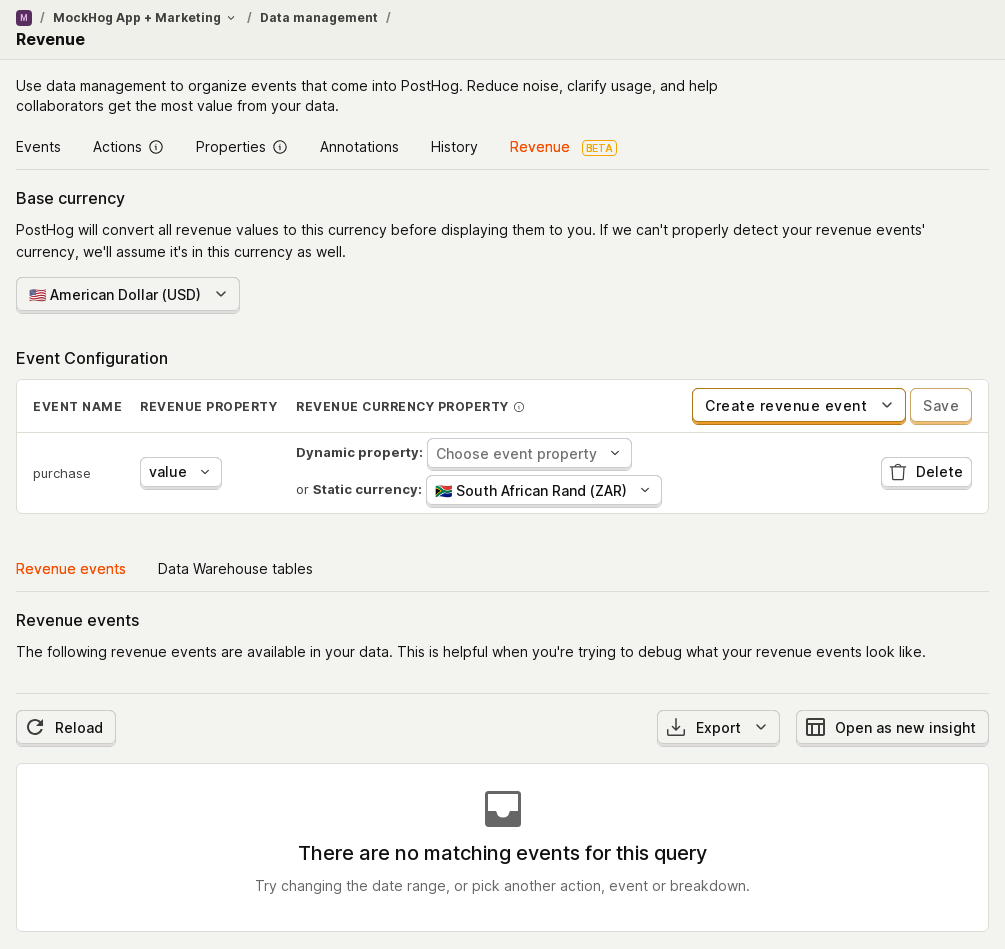 M / MockHog App + Marketing / Data management /
Revenue
Use data management to organize events that come into PostHog. Reduce noise, clarify usage, and help
collaborators get the most value from your data.
Events Actions Properties Annotations History Revenue BETA
Base currency
PostHog will convert all revenue values to this currency before displaying them to you. If we can't properly detect your revenue events'
currency, we'll assume it's in this currency as well.
🇺🇸 American Dollar (USD)
Event Configuration
EVENT NAME REVENUE PROPERTY REVENUE CURRENCY PROPERTY Create revenue event Save
purchase value Dynamic property: Choose event property
or Static currency: 🇿🇦 South African Rand (ZAR) Delete
Revenue events Data Warehouse tables
Revenue events
The following revenue events are available in your data. This is helpful when you're trying to debug what your revenue events look like.
Reload Export Open as new insight
There are no matching events for this query
Try changing the date range, or pick another action, event or breakdown.